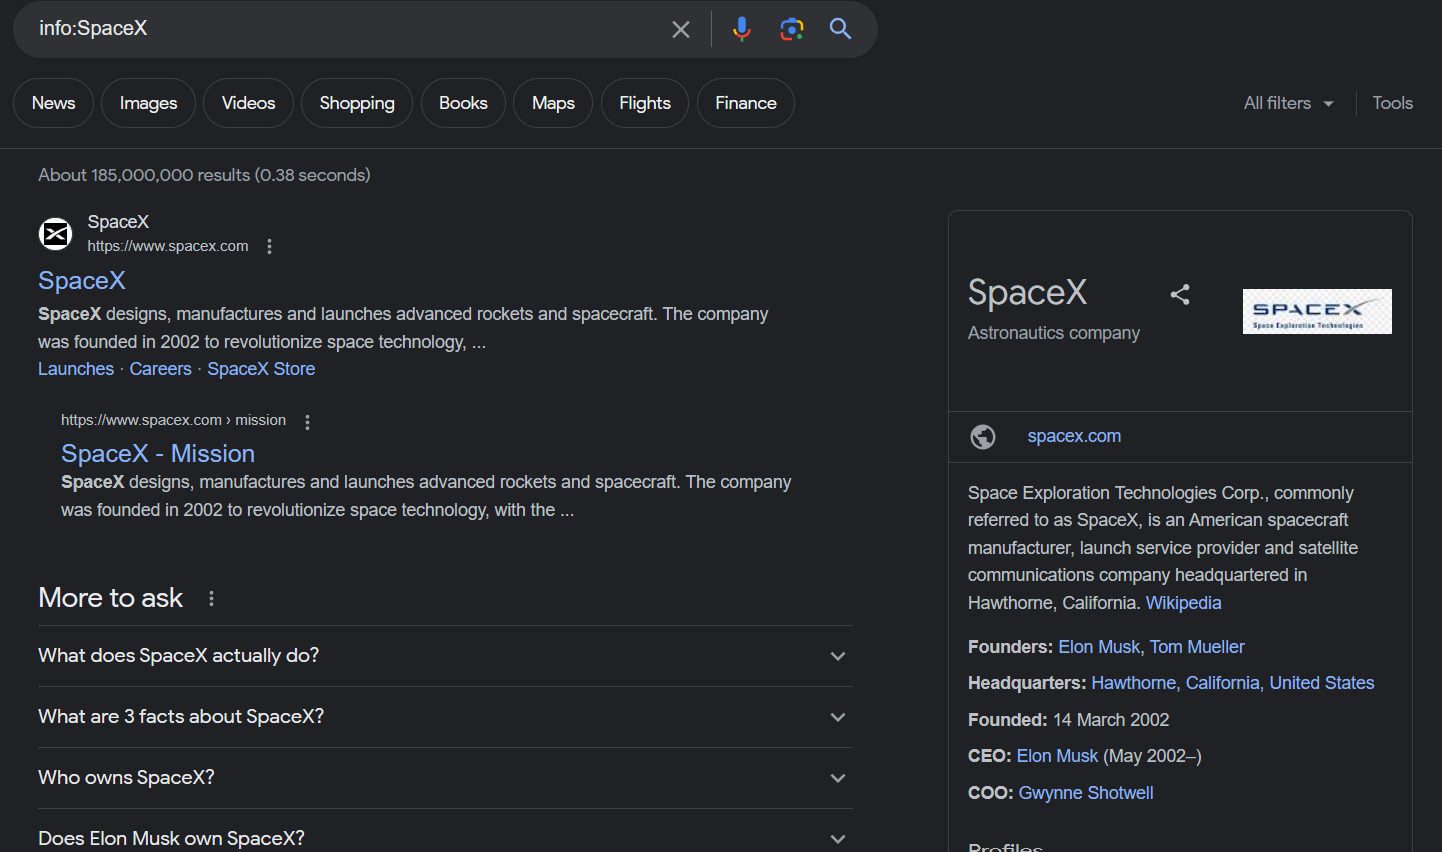 info:SpaceX
News
Images
Videos
Shopping
Books
Maps
Flights
Finance
All filters
Tools
About 185,000,000 results (0.38 seconds)
SpaceX
https://www.spacex.com
SpaceX
SpaceX designs, manufactures and launches advanced rockets and spacecraft. The company
was founded in 2002 to revolutionize space technology, ...
Launches · Careers · SpaceX Store
https://www.spacex.com › mission
SpaceX - Mission
SpaceX designs, manufactures and launches advanced rockets and spacecraft. The company
was founded in 2002 to revolutionize space technology, with the ...
More to ask
What does SpaceX actually do?
What are 3 facts about SpaceX?
Who owns SpaceX?
Does Elon Musk own SpaceX?
SpaceX
Astronautics company
SPACEX
Space Exploration Technologies
spacex.com
Space Exploration Technologies Corp., commonly
referred to as SpaceX, is an American spacecraft
manufacturer, launch service provider and satellite
communications company headquartered in
Hawthorne, California. Wikipedia
Founders: Elon Musk, Tom Mueller
Headquarters: Hawthorne, California, United States
Founded: 14 March 2002
CEO: Elon Musk (May 2002–)
COO: Gwynne Shotwell
Profiles